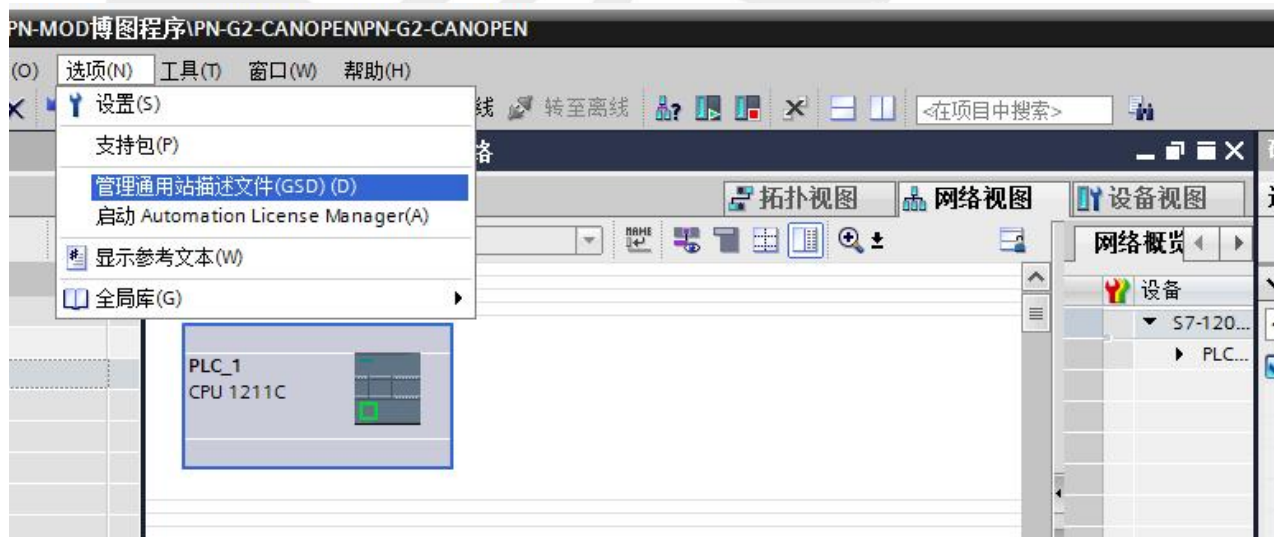 PN-MOD博图程序\PN-G2-CANOPEN\PN-G2-CANOPEN
(O) 选项(N) 工具(T) 窗口(W) 帮助(H)
设置(S)
线 转至离线 <在项目中搜索>
支持包(P)
络
管理通用站描述文件(GSD) (D)
拓扑视图 网络视图 设备视图
启动 Automation License Manager(A)
显示参考文本(W)
网络概览
全局库(G)
设备
S7-120...
PLC...
PLC_1
CPU 1211C